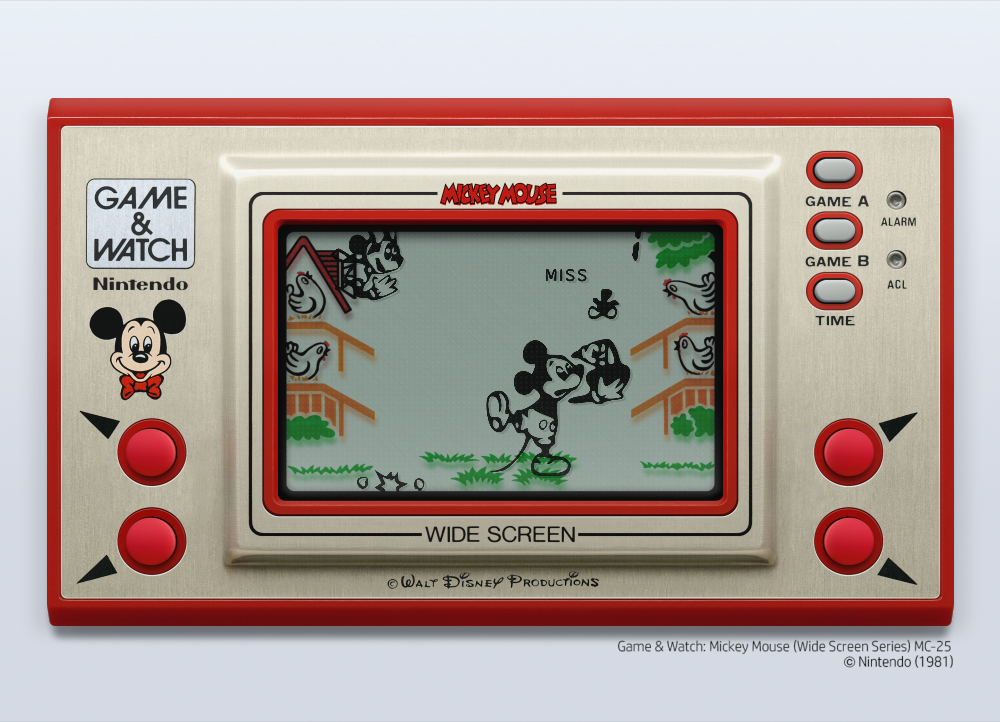 GAME
&
WATCH
Nintendo
MICKEY MOUSE
MISS
GAME A
ALARM
GAME B
ACL
TIME
WIDE SCREEN
© WALT DISNEY PRODUCTIONS
Game & Watch: Mickey Mouse (Wide Screen Series) MC-25
© Nintendo (1981)